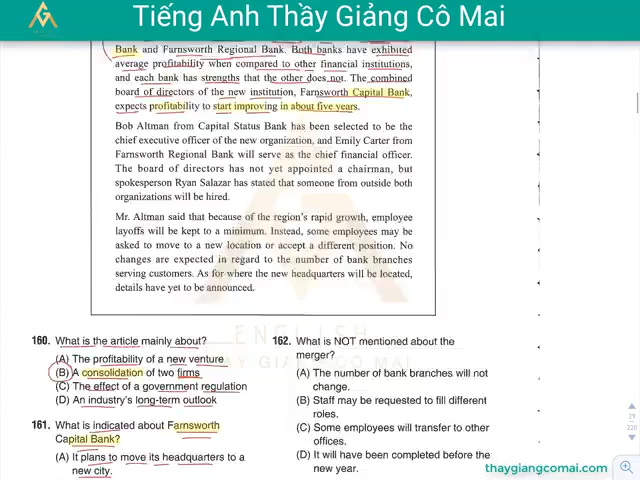 Tiếng Anh Thầy Giảng Cô Mai
Bank and Farnsworth Regional Bank. Both banks have exhibited
average profitability when compared to other financial institutions,
and each bank has strengths that the other does not. The combined
board of directors of the new institution, Farnsworth Capital Bank,
expects profitability to start improving in about five years.
Bob Altman from Capital Status Bank has been selected to be the
chief executive officer of the new organization, and Emily Carter from
Farnsworth Regional Bank will serve as the chief financial officer.
The board of directors has not yet appointed a chairman, but
spokesperson Ryan Salazar has stated that someone from outside both
organizations will be hired.
Mr. Altman said that because of the region's rapid growth, employee
layoffs will be kept to a minimum. Instead, some employees may be
asked to move to a new location or accept a different position. No
changes are expected in regard to the number of bank branches
serving customers. As for where the new headquarters will be located,
details have yet to be announced.
ENGLISH
THẦY GIẢNG CÔ MAI
160. What is the article mainly about?
(A) The profitability of a new venture
(B) A consolidation of two firms
(C) The effect of a government regulation
(D) An industry's long-term outlook
161. What is indicated about Farnsworth
Capital Bank?
(A) It plans to move its headquarters to a
new city.
162. What is NOT mentioned about the
merger?
(A) The number of bank branches will not
change.
(B) Staff may be requested to fill different
roles.
(C) Some employees will transfer to other
offices.
(D) It will have been completed before the
new year.
29
220
thaygiangcomai.com